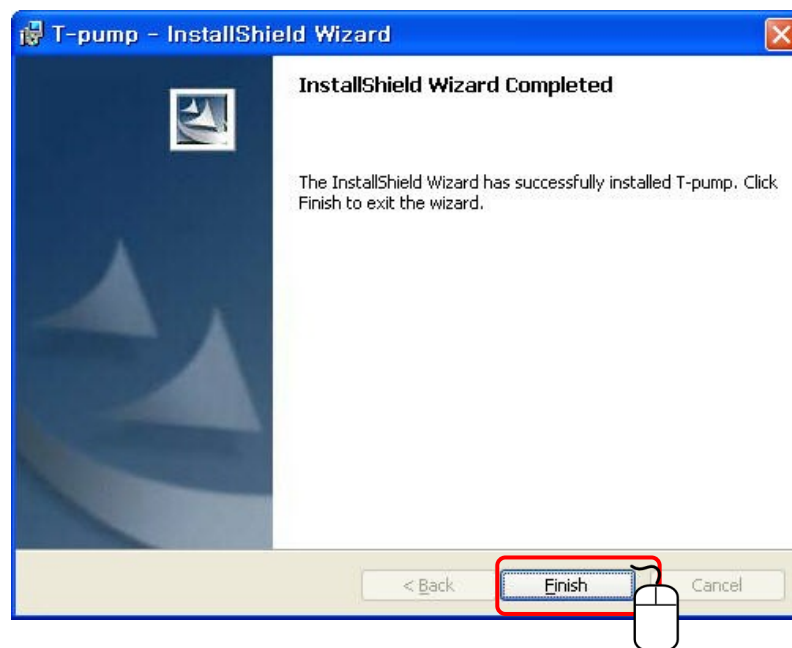 T-pump - InstallShield Wizard
InstallShield Wizard Completed
The InstallShield Wizard has successfully installed T-pump. Click
Finish to exit the wizard.
< Back
Finish
Cancel